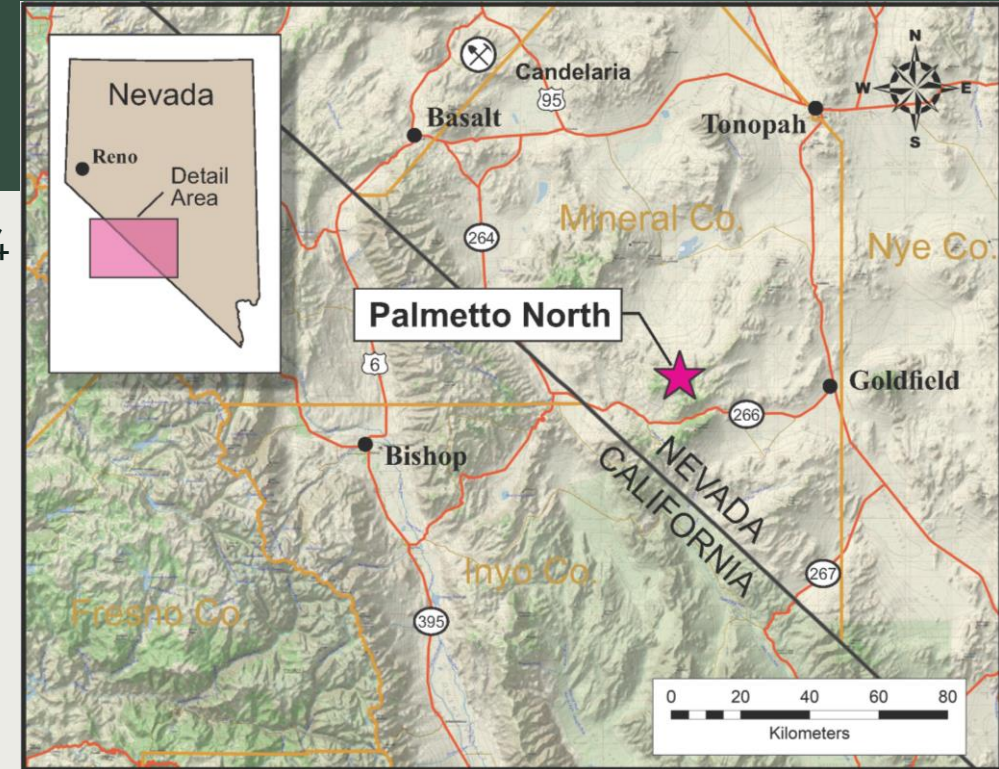 4
Nevada
Reno
Detail
Area
N
W
E
S
Candelaria
95
Basalt
Tonopah
264
Mineral Co.
Nye Co.
Palmetto North
6
Goldfield
266
Bishop
NEVADA
CALIFORNIA
Inyo Co.
267
Fresno Co.
395
0 20 40 60 80
Kilometers